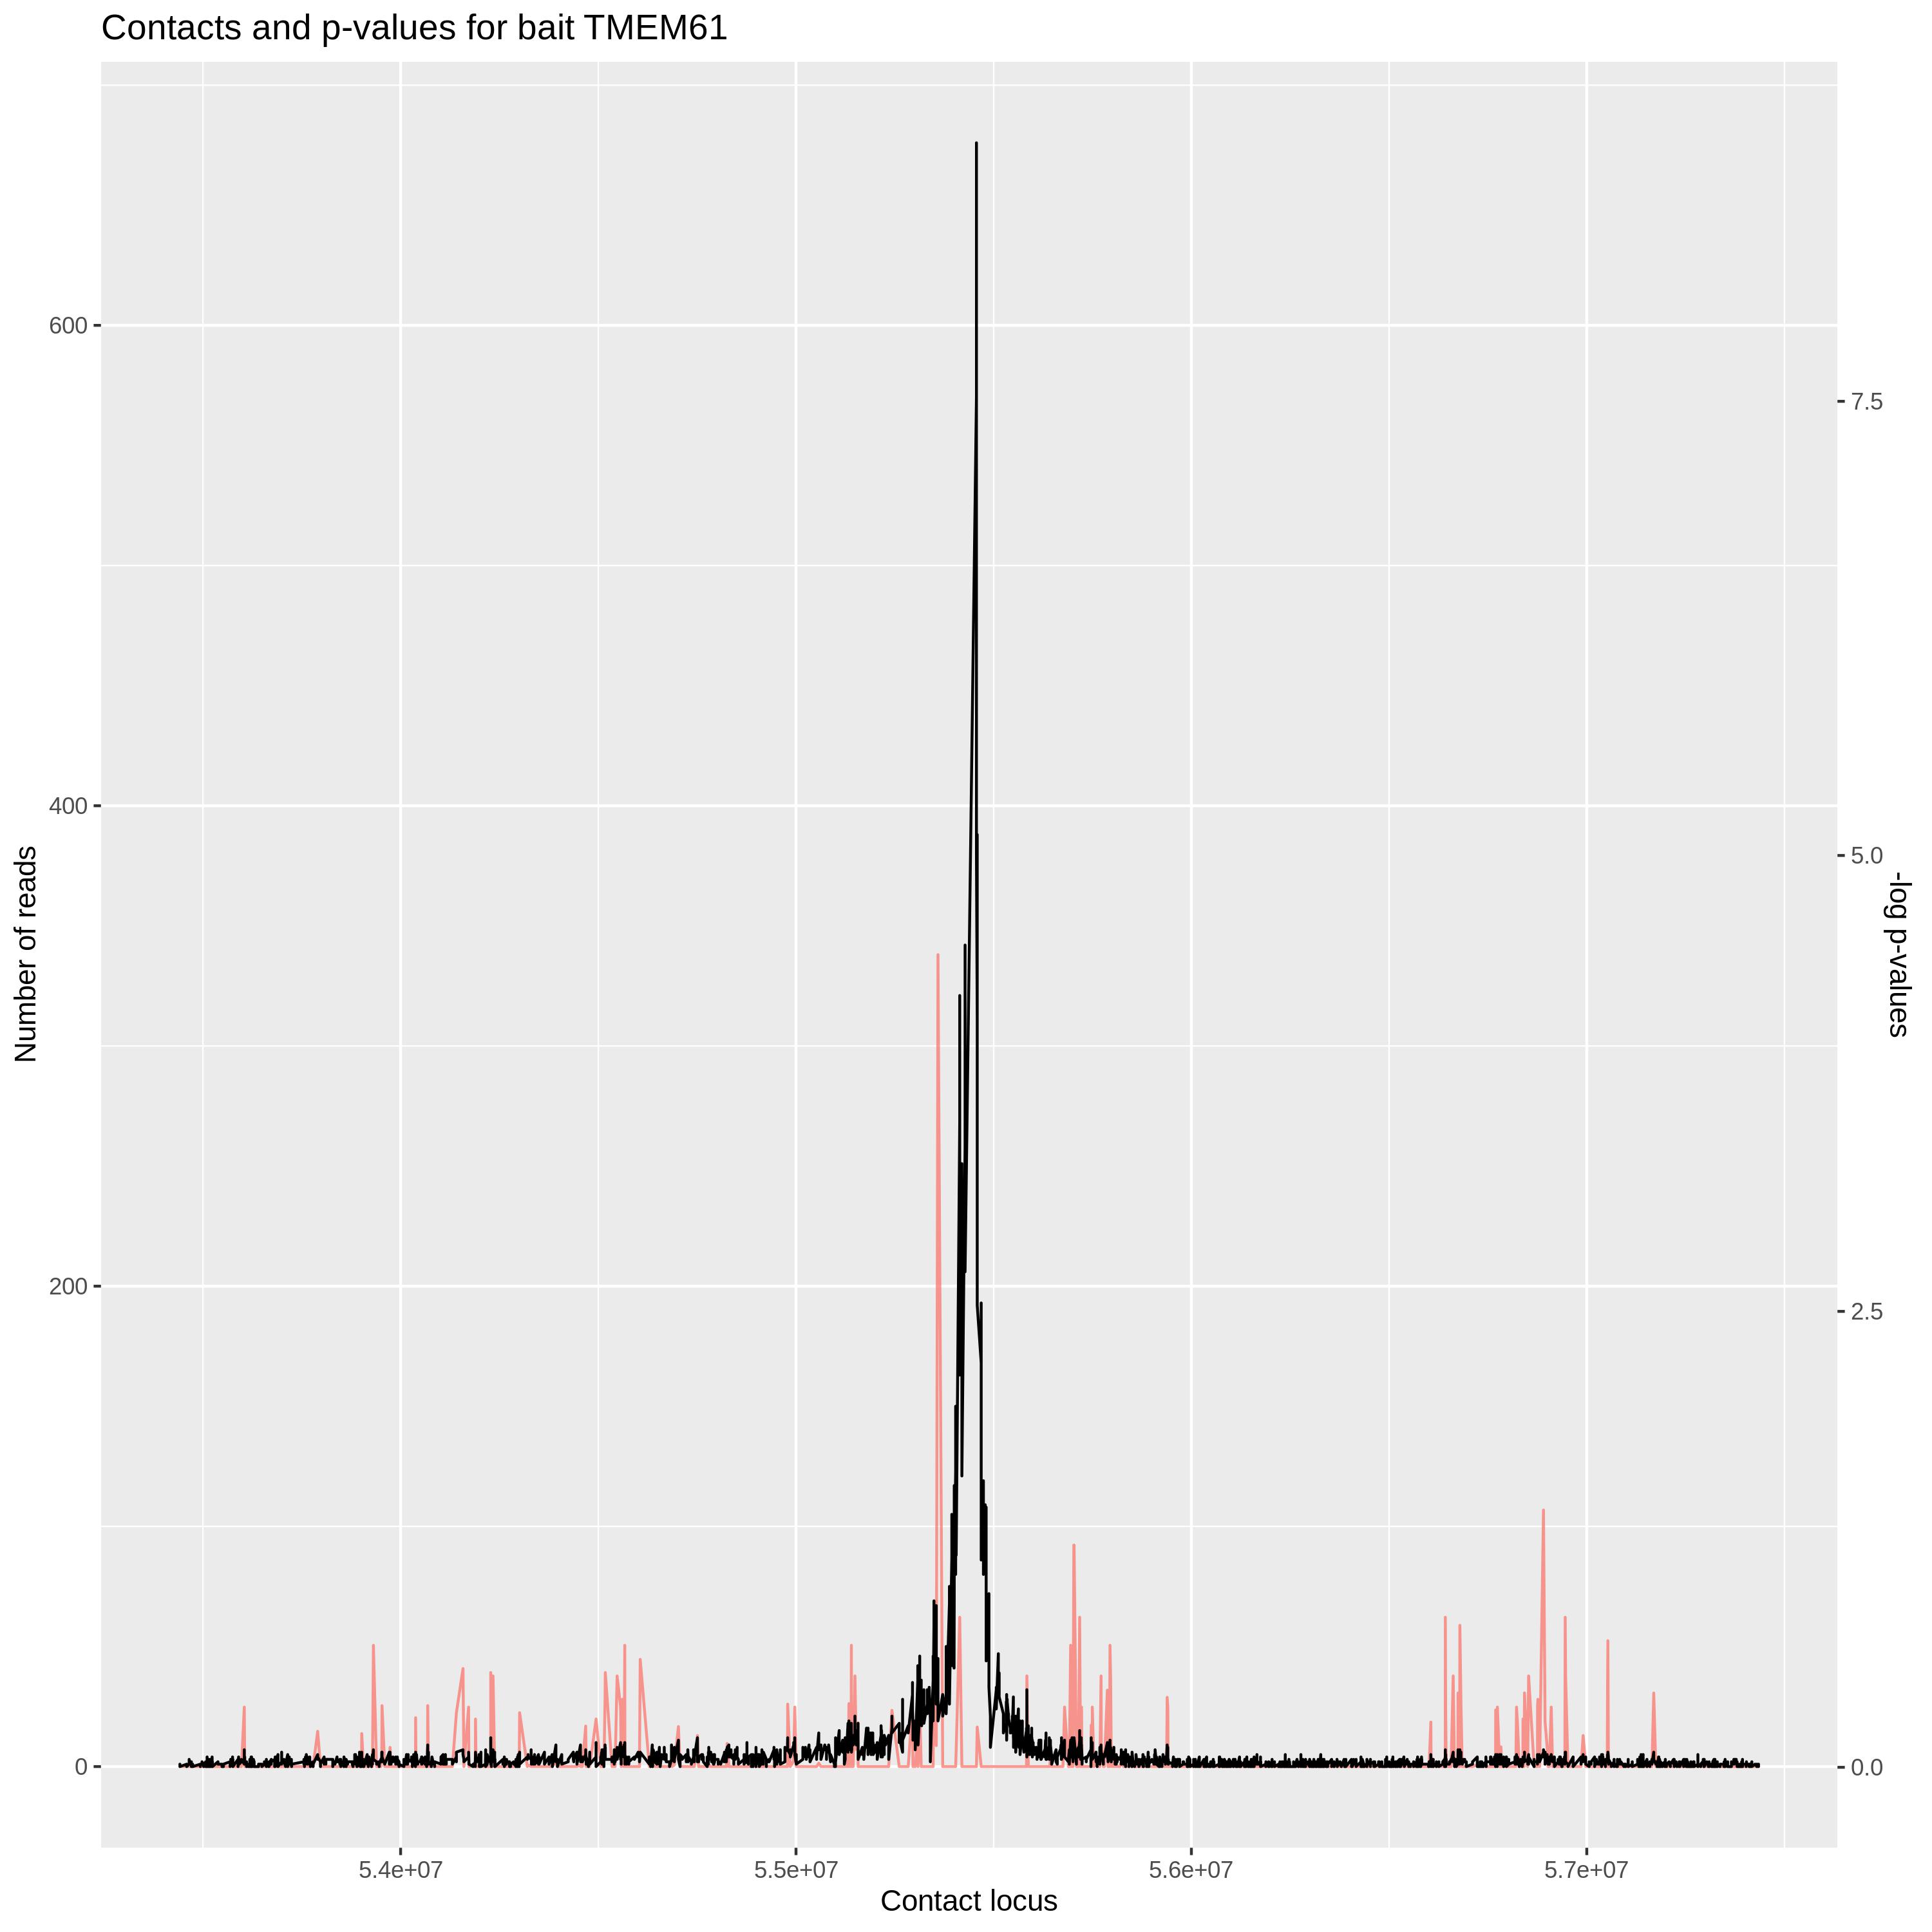 Contacts and p-values for bait TMEM61
Number of reads
600
400
200
0
7.5
5.0
2.5
0.0
-log p-values
5.4e+07
5.5e+07
5.6e+07
5.7e+07
Contact locus